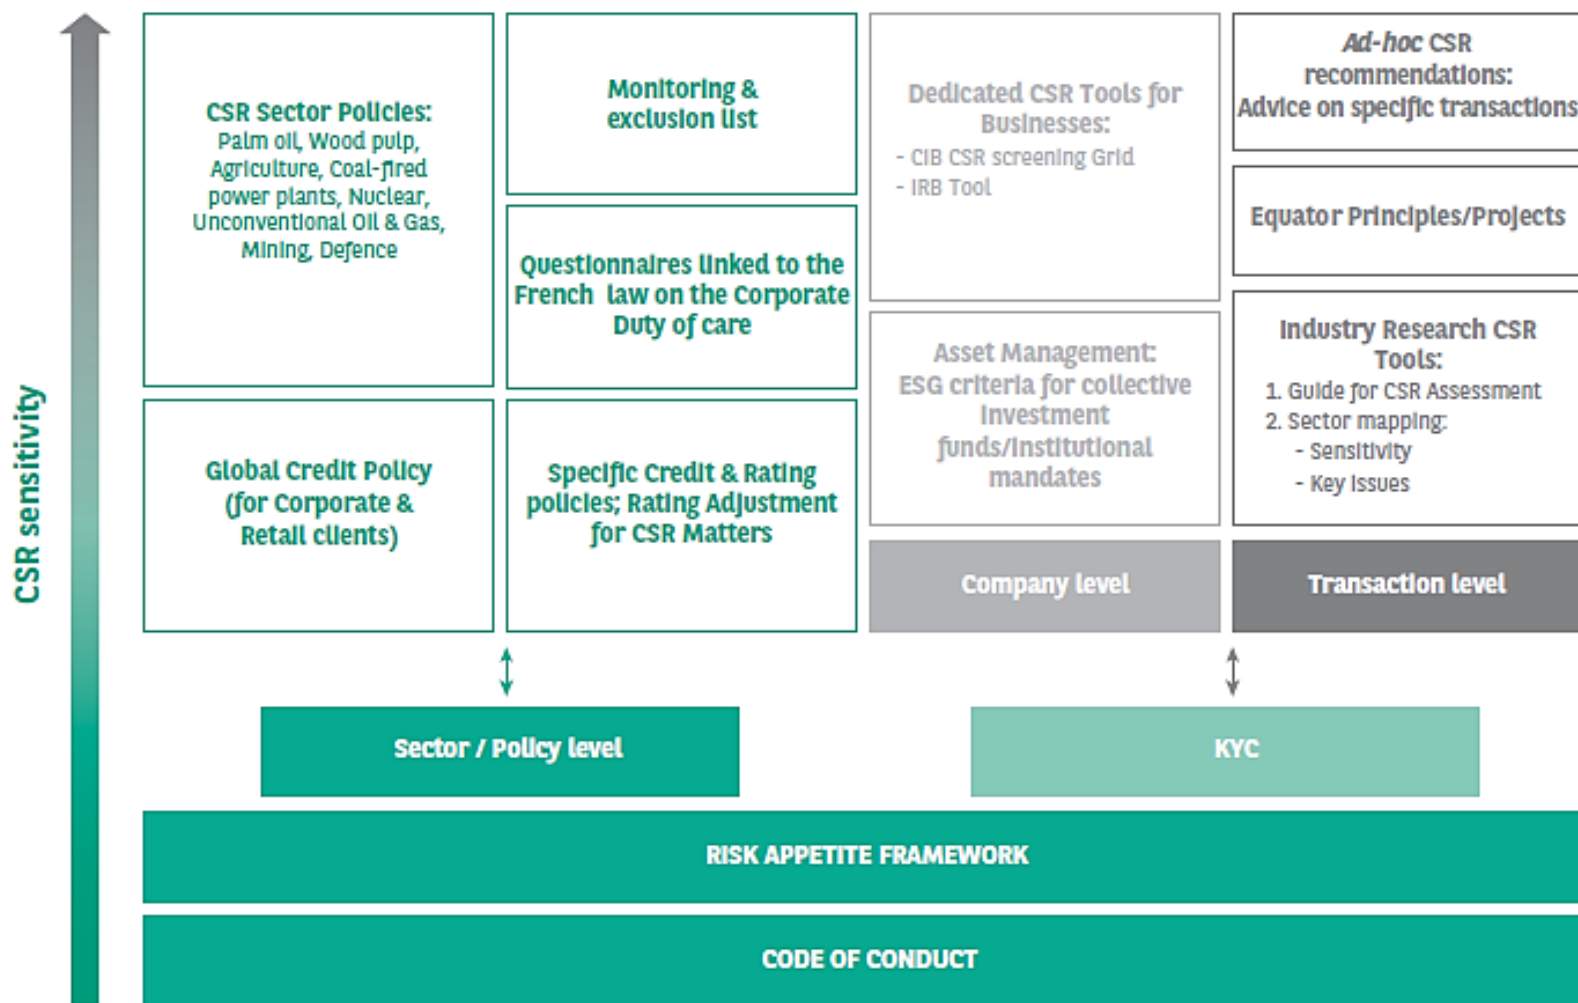 CSR sensitivity
CSR Sector Policies:
Palm oil, Wood pulp,
Agriculture, Coal-fired
power plants, Nuclear,
Unconventional Oil & Gas,
Mining, Defence
Global Credit Policy
(for Corporate &
Retail clients)
Monitoring &
exclusion list
Questionnaires linked to the
French law on the Corporate
Duty of care
Specific Credit & Rating
policies; Rating Adjustment
for CSR Matters
Dedicated CSR Tools for
Businesses:
- CIB CSR screening Grid
- IRB Tool
Asset Management:
ESG criteria for collective
investment
funds/institutional
mandates
Company level
Ad-hoc CSR
recommendations:
Advice on specific transactions
Equator Principles/Projects
Industry Research CSR
Tools:
1. Guide for CSR Assessment
2. Sector mapping:
- Sensitivity
- Key Issues
Transaction level
Sector / Policy level
KYC
RISK APPETITE FRAMEWORK
CODE OF CONDUCT